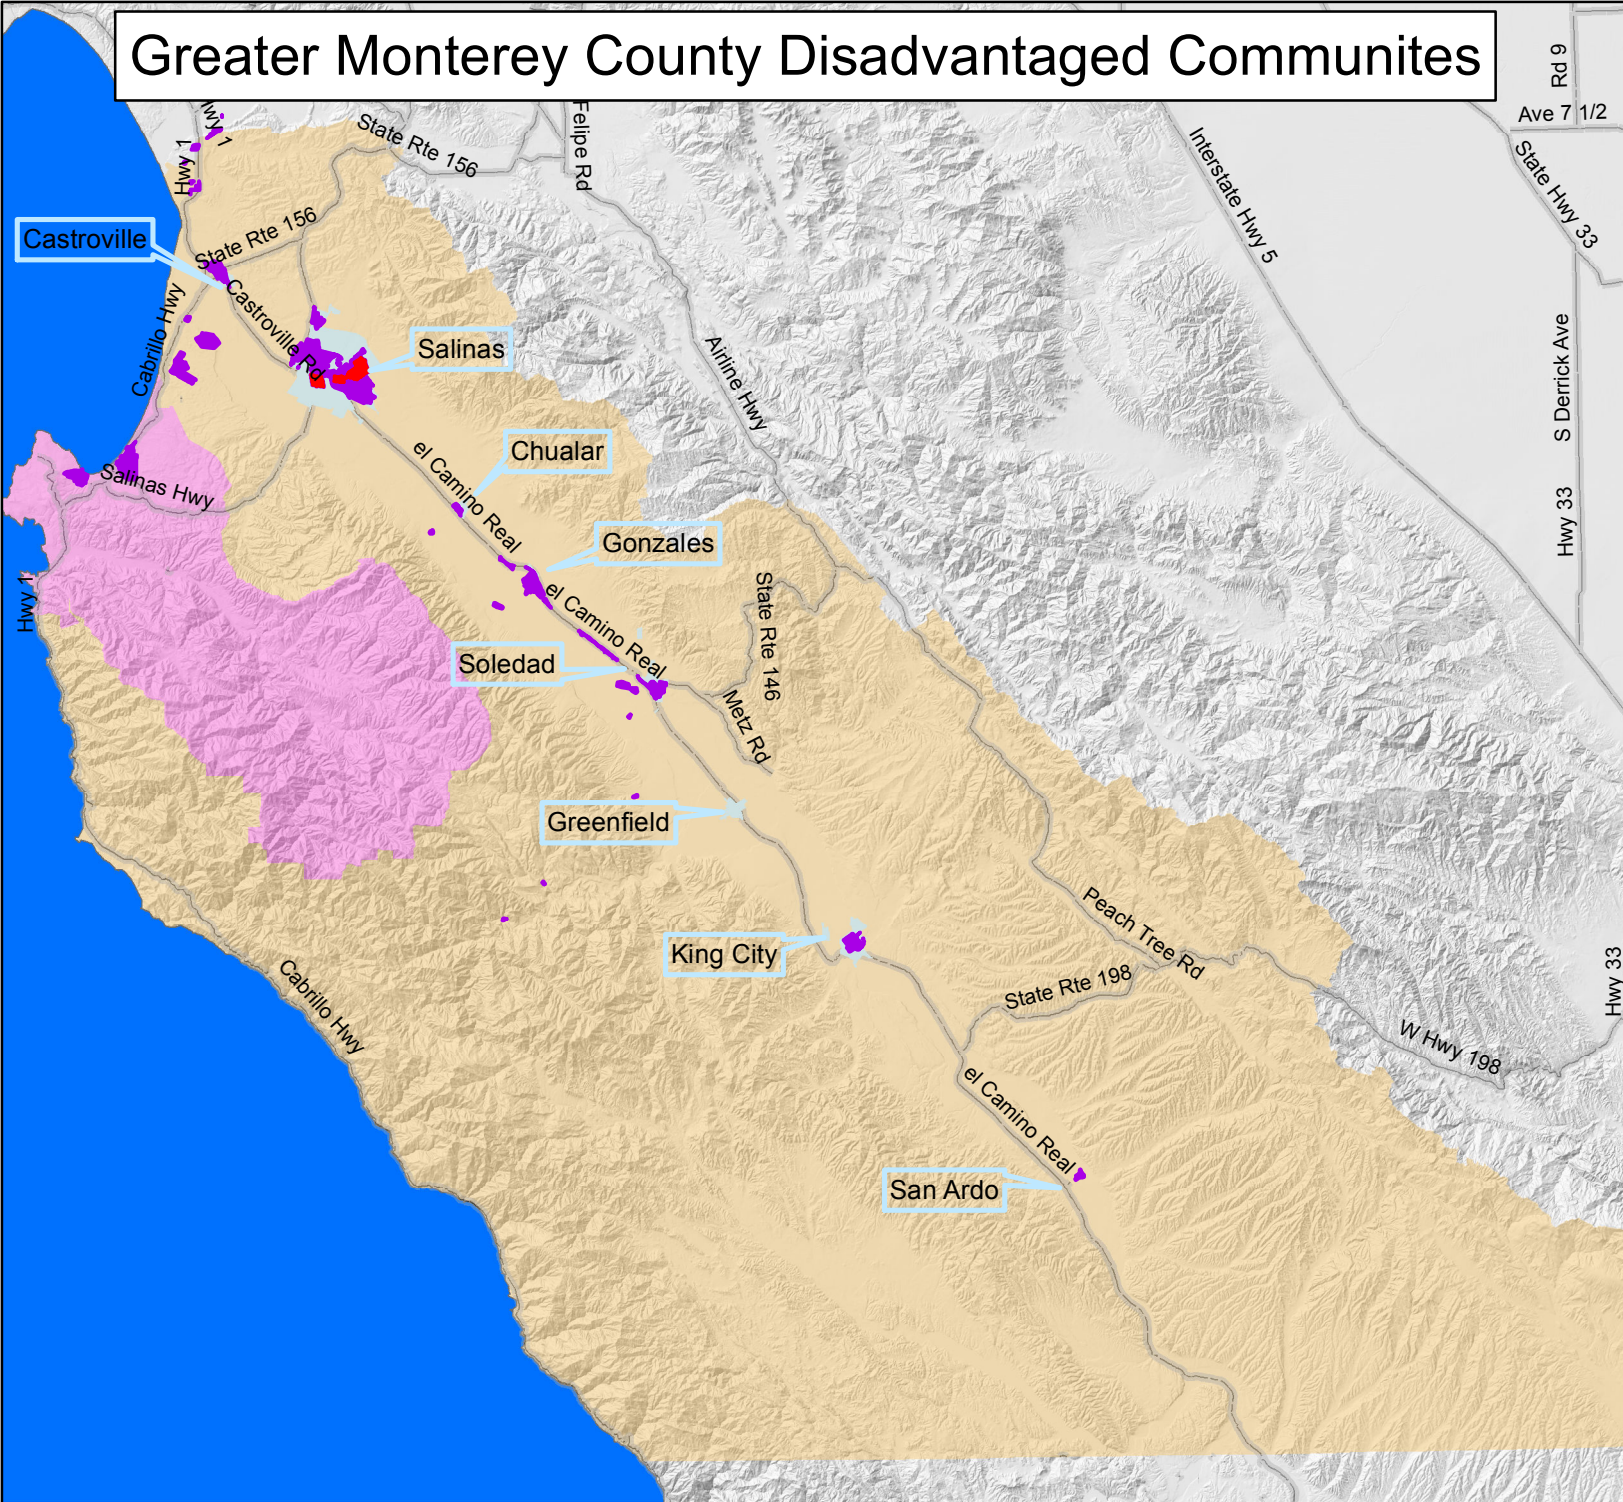 Greater Monterey County Disadvantaged Communites
Rd 9
Ave 7 1/2
Hwy 1
Hwy 1
State Rte 156
Felipe Rd
Interstate Hwy 5
State Hwy 33
Castroville
State Rte 156
Castroville Rd
Cabrillo Hwy
Salinas
Airline Hwy
S Derrick Ave
Chualar
el Camino Real
Salinas Hwy
Hwy 33
Gonzales
Hwy 1
el Camino Real
State Rte 146
Soledad
Metz Rd
Greenfield
Peach Tree Rd
King City
State Rte 198
Hwy 33
Cabrillo Hwy
W Hwy 198
el Camino Real
San Ardo